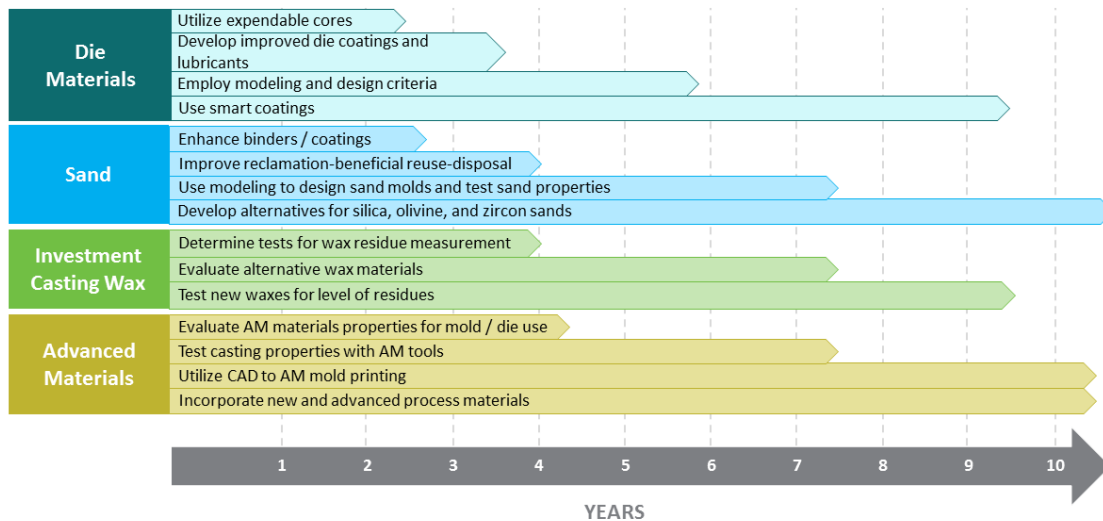 Die
Materials
Utilize expendable cores
Develop improved die coatings and
lubricants
Employ modeling and design criteria
Use smart coatings
Sand
Enhance binders / coatings
Improve reclamation-beneficial reuse-disposal
Use modeling to design sand molds and test sand properties
Develop alternatives for silica, olivine, and zircon sands
Investment
Casting Wax
Determine tests for wax residue measurement
Evaluate alternative wax materials
Test new waxes for level of residues
Advanced
Materials
Evaluate AM materials properties for mold / die use
Test casting properties with AM tools
Utilize CAD to AM mold printing
Incorporate new and advanced process materials
1 2 3 4 5 6 7 8 9 10
YEARS